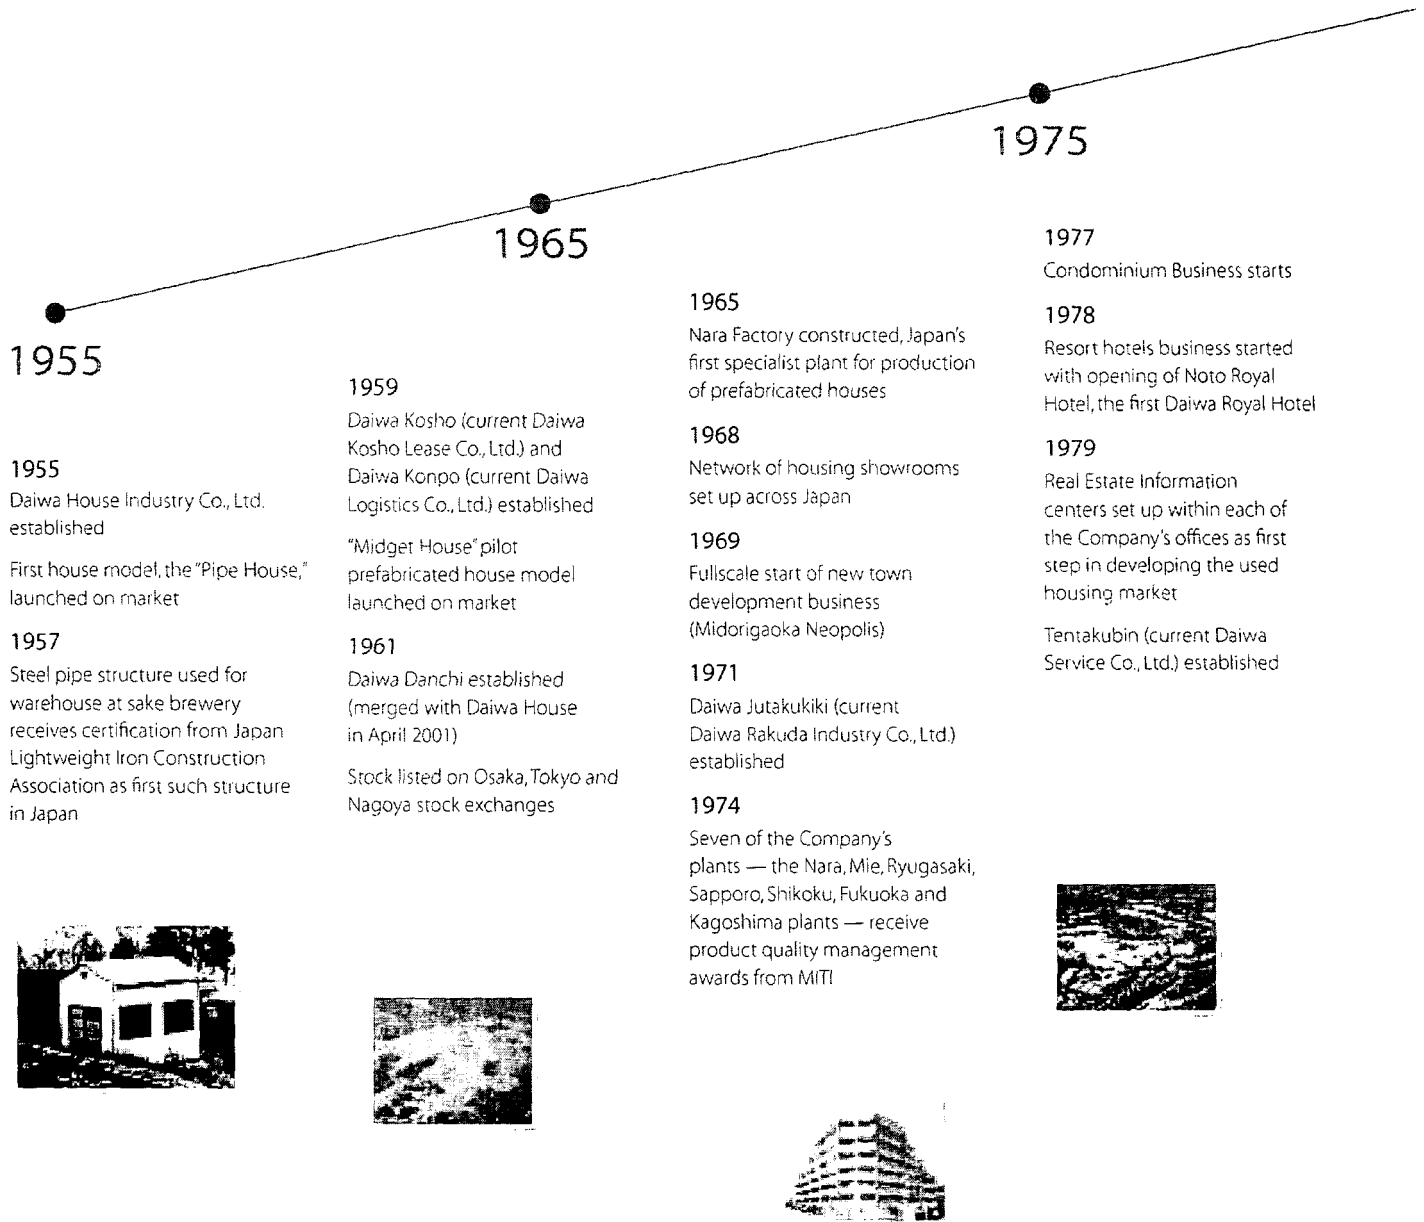 1955
1965
1975
1955
Daiwa House Industry Co., Ltd.
established
First house model, the "Pipe House,"
launched on market
1957
Steel pipe structure used for
warehouse at sake brewery
receives certification from Japan
Lightweight Iron Construction
Association as first such structure
in Japan
1959
Daiwa Kosho (current Daiwa
Kosho Lease Co., Ltd.) and
Daiwa Konpo (current Daiwa
Logistics Co., Ltd.) established
"Midget House" pilot
prefabricated house model
launched on market
1961
Daiwa Danchi established
(merged with Daiwa House
in April 2001)
Stock listed on Osaka, Tokyo and
Nagoya stock exchanges
1965
Nara Factory constructed, Japan's
first specialist plant for production
of prefabricated houses
1968
Network of housing showrooms
set up across Japan
1969
Fullscale start of new town
development business
(Midorigaoka Neopolis)
1971
Daiwa Jutakukiki (current
Daiwa Rakuda Industry Co., Ltd.)
established
1974
Seven of the Company's
plants — the Nara, Mie, Ryugasaki,
Sapporo, Shikoku, Fukuoka and
Kagoshima plants — receive
product quality management
awards from MITI
1977
Condominium Business starts
1978
Resort hotels business started
with opening of Noto Royal
Hotel, the first Daiwa Royal Hotel
1979
Real Estate Information
centers set up within each of
the Company's offices as first
step in developing the used
housing market
Tentakubin (current Daiwa
Service Co., Ltd.) established